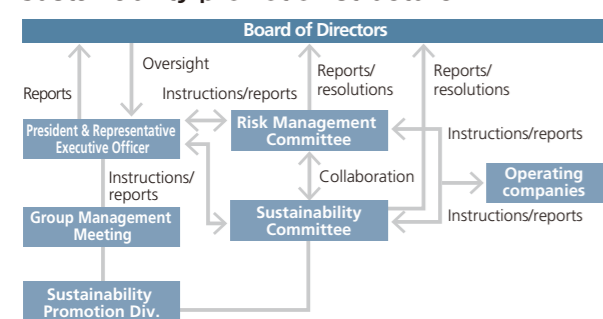 Board of Directors
Oversight
Reports
Instructions/reports
Reports/
resolutions
Reports/
resolutions
President & Representative
Executive Officer
Risk Management
Committee
Instructions/reports
Instructions/
reports
Collaboration
Operating
companies
Group Management
Meeting
Sustainability
Committee
Instructions/reports
Sustainability
Promotion Div.